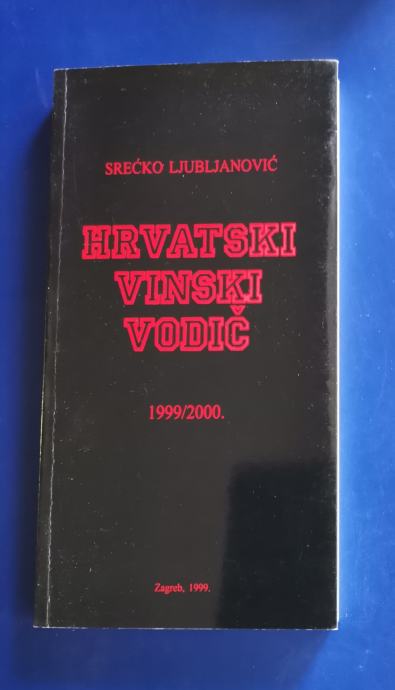 SREĆKO LJUBLJANOVIĆ
HRVATSKI
VINSKI
VODIČ
1999/2000.
Zagreb, 1999.